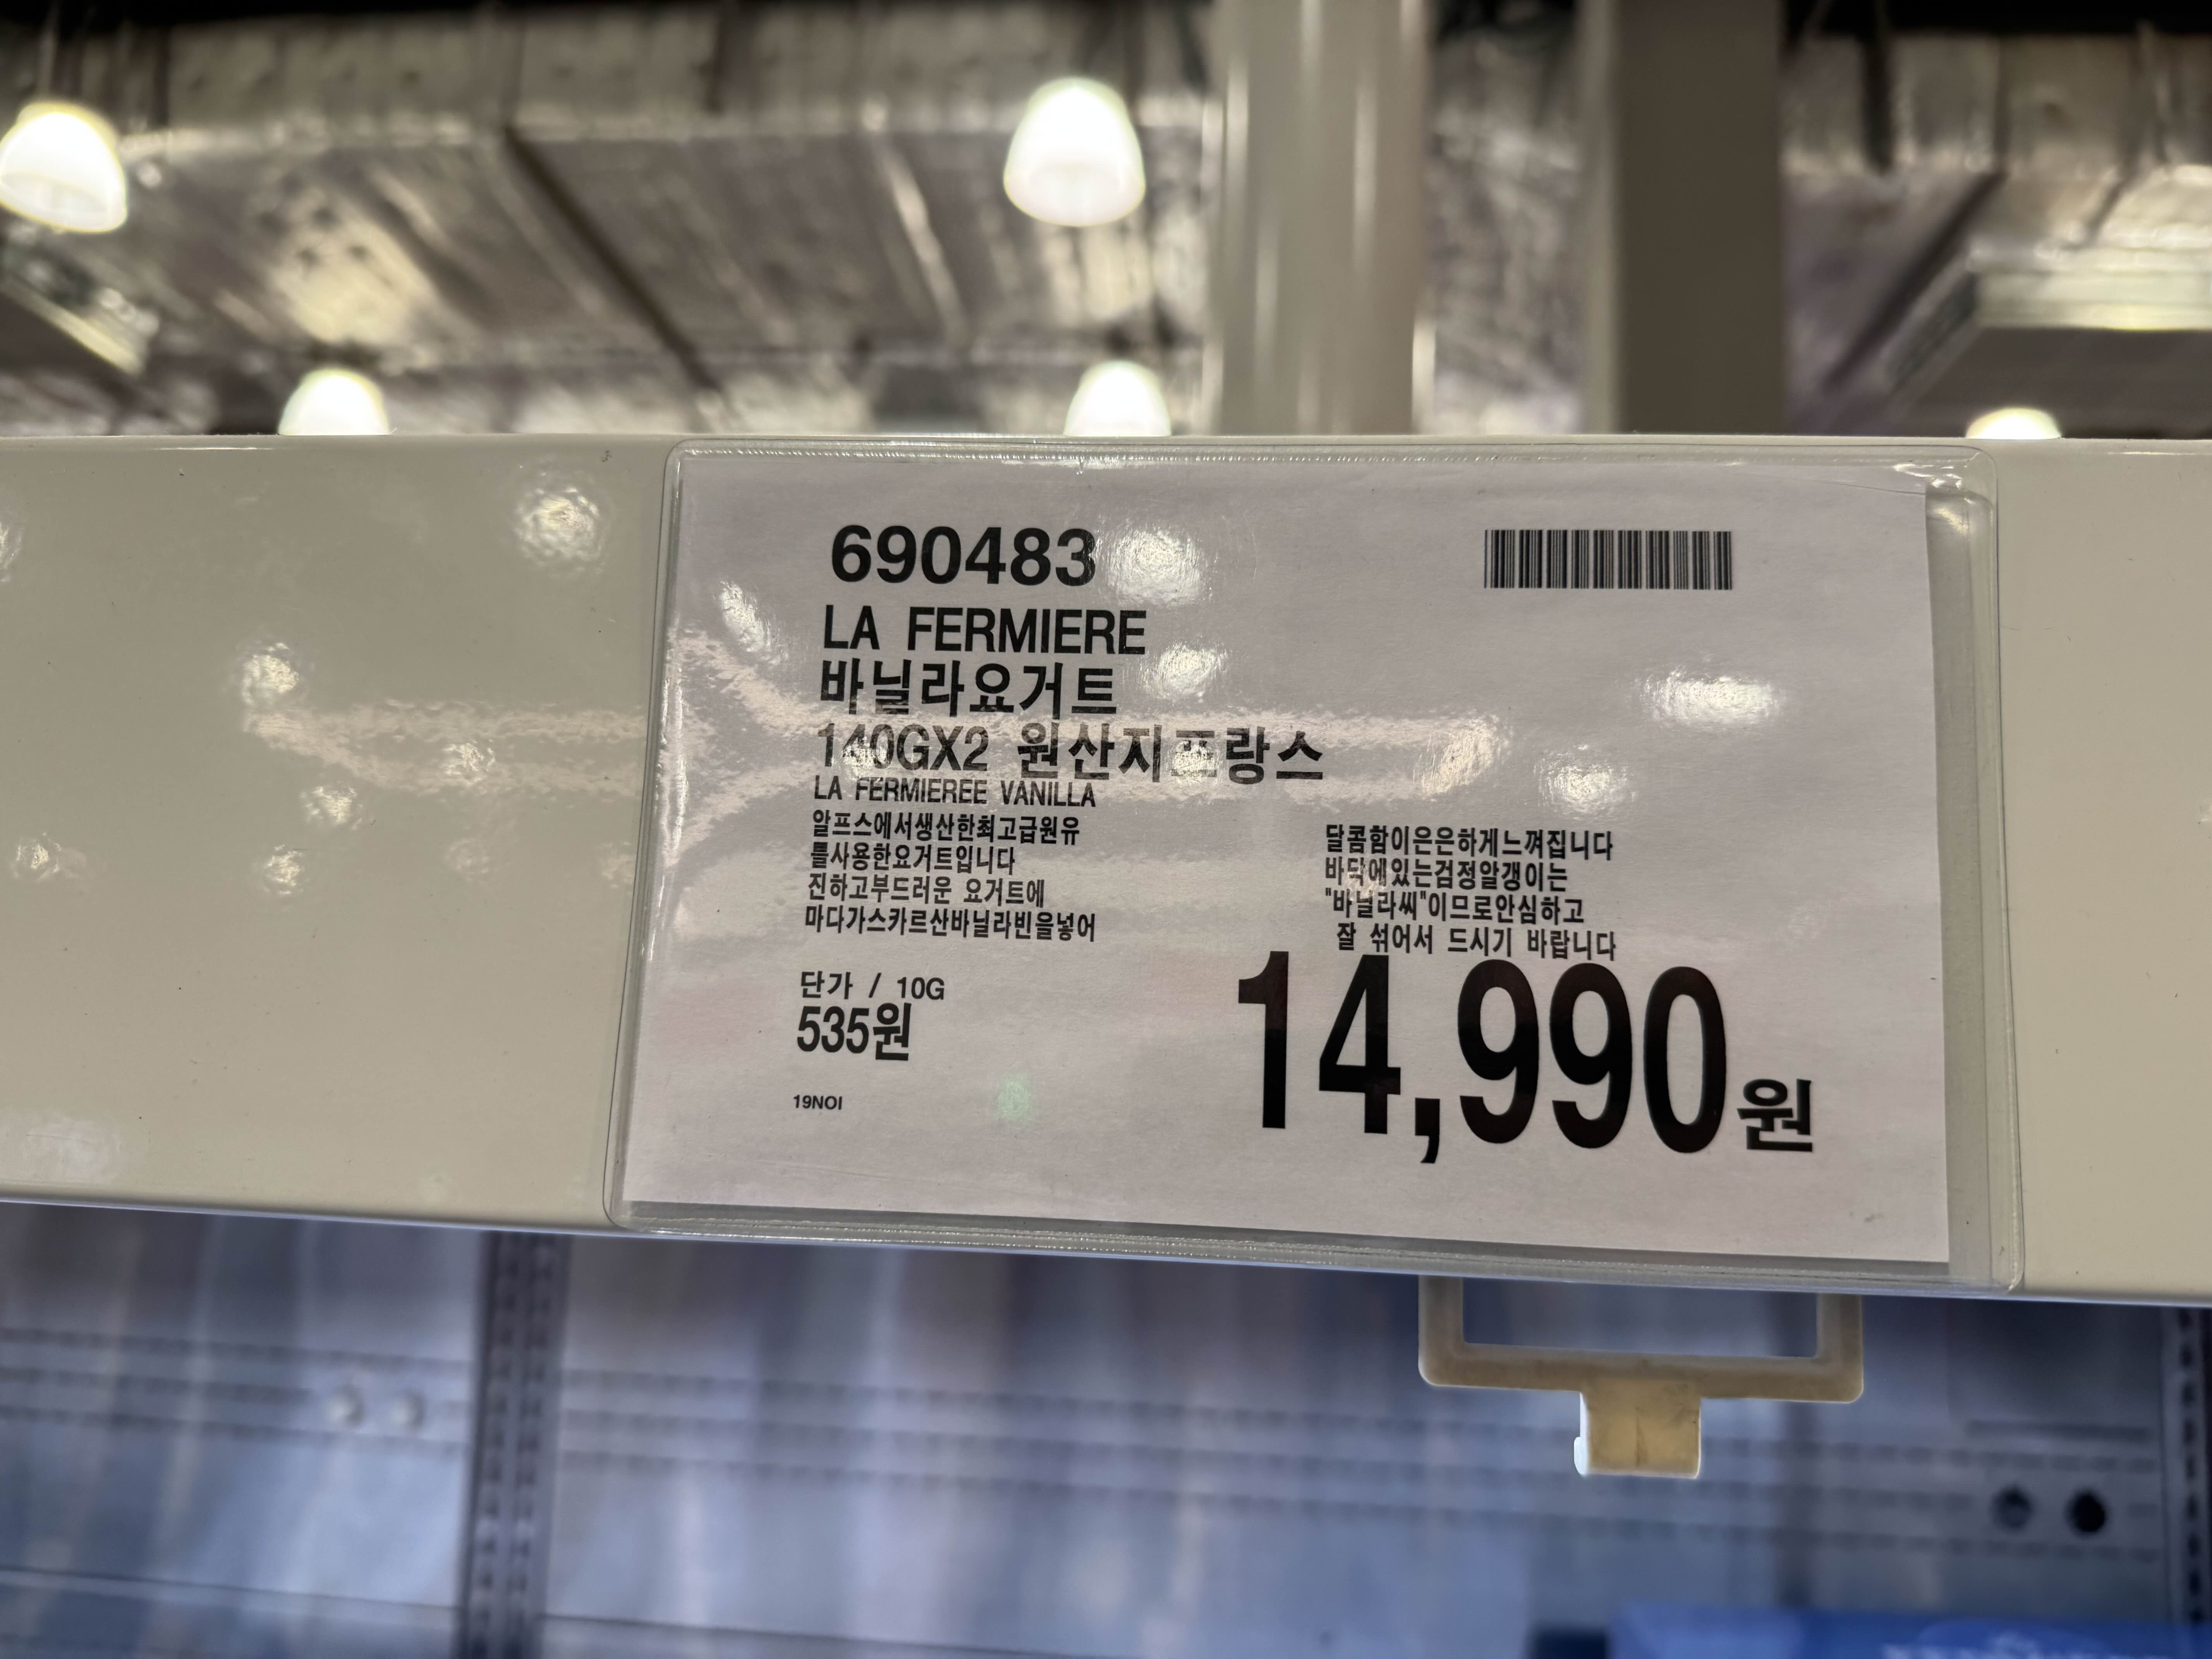 690483
LA FERMIERE
바닐라요거트
140GX2 원산지프랑스
LA FERMIEREE VANILLA
알프스에서생산한최고급원유
를사용한요거트입니다
진하고부드러운 요거트에
마다가스카르산바닐라빈을넣어
달콤함이은은하게느껴집니다
바닥에있는검정알갱이는
"바닐라씨"이므로안심하고
잘 섞어서 드시기 바랍니다
단가 / 10G
535원
14,990원
19NOI